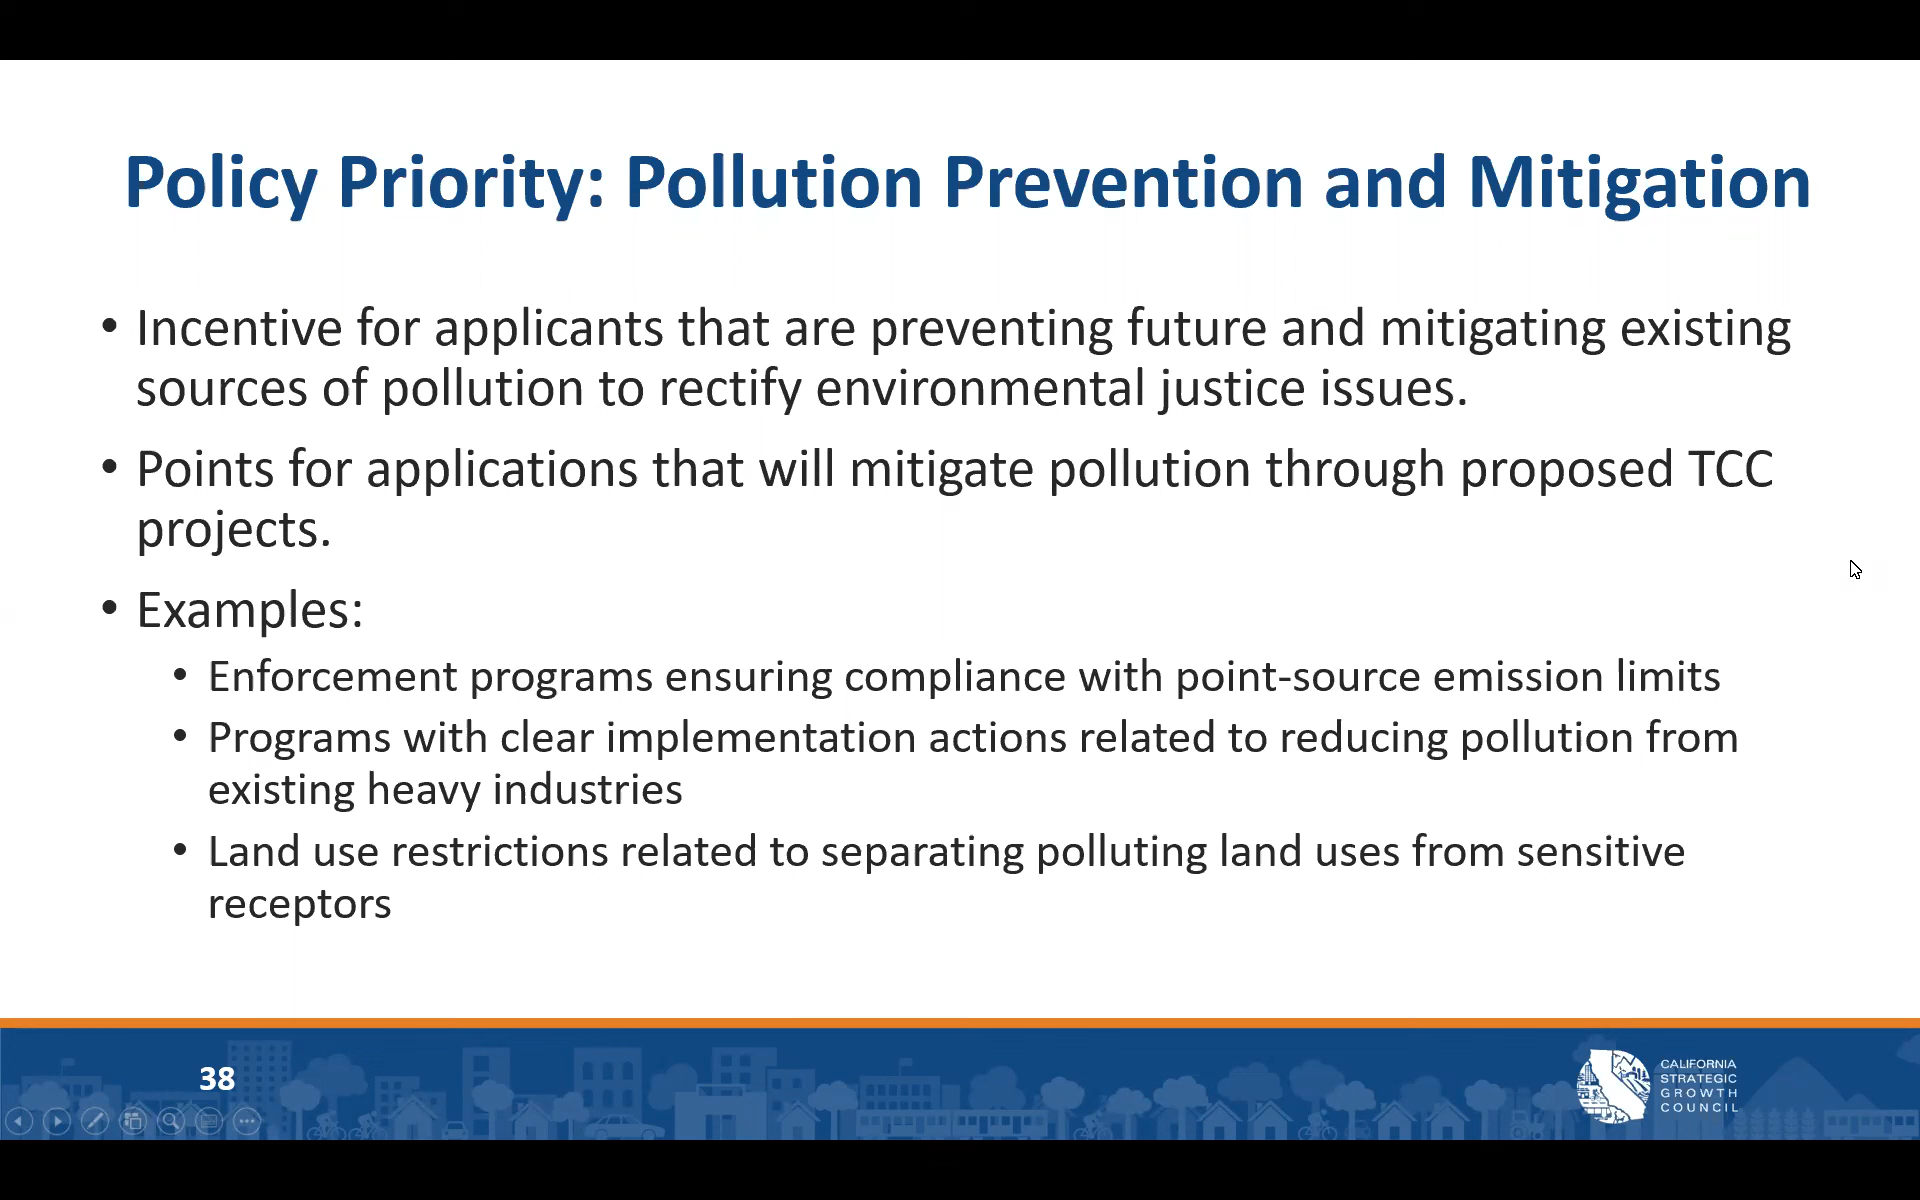 Policy Priority: Pollution Prevention and Mitigation
• Incentive for applicants that are preventing future and mitigating existing
sources of pollution to rectify environmental justice issues.
• Points for applications that will mitigate pollution through proposed TCC
projects.
• Examples:
• Enforcement programs ensuring compliance with point-source emission limits
• Programs with clear implementation actions related to reducing pollution from
existing heavy industries
• Land use restrictions related to separating polluting land uses from sensitive
receptors
38
CALIFORNIA
STRATEGIC
GROWTH
COUNCIL